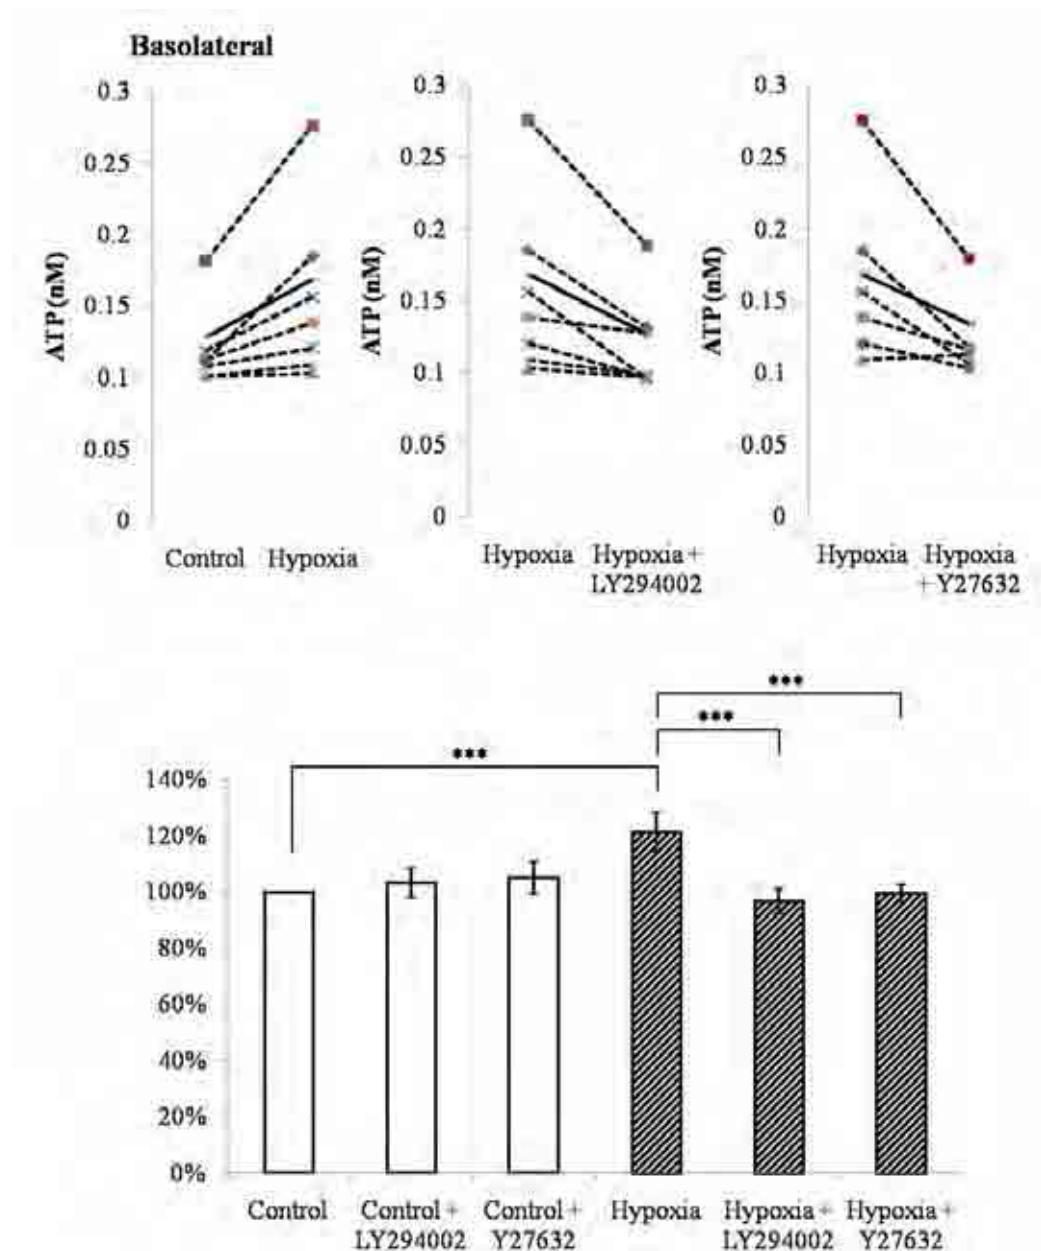 Basolateral
ATP (nM)
0.3
0.25
0.2
0.15
0.1
0.05
0
Control Hypoxia
ATP (nM)
0.3
0.25
0.2
0.15
0.1
0.05
0
Hypoxia Hypoxia +
LY294002
ATP (nM)
0.3
0.25
0.2
0.15
0.1
0.05
0
Hypoxia Hypoxia
+ Y27632
***
***
***
140%
120%
100%
80%
60%
40%
20%
0%
Control Control + Control + Hypoxia Hypoxia + Hypoxia +
LY294002 Y27632 LY294002 Y27632